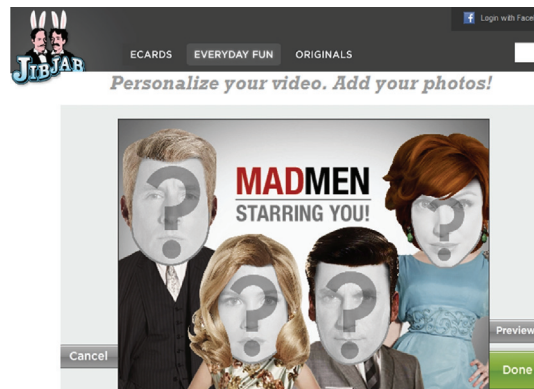 Login with Face
JIBJAB
ECARDS EVERYDAY FUN ORIGINALS
Personalize your video. Add your photos!
MADMEN
STARRING YOU!
? ? ? ?
Preview
Cancel
Done